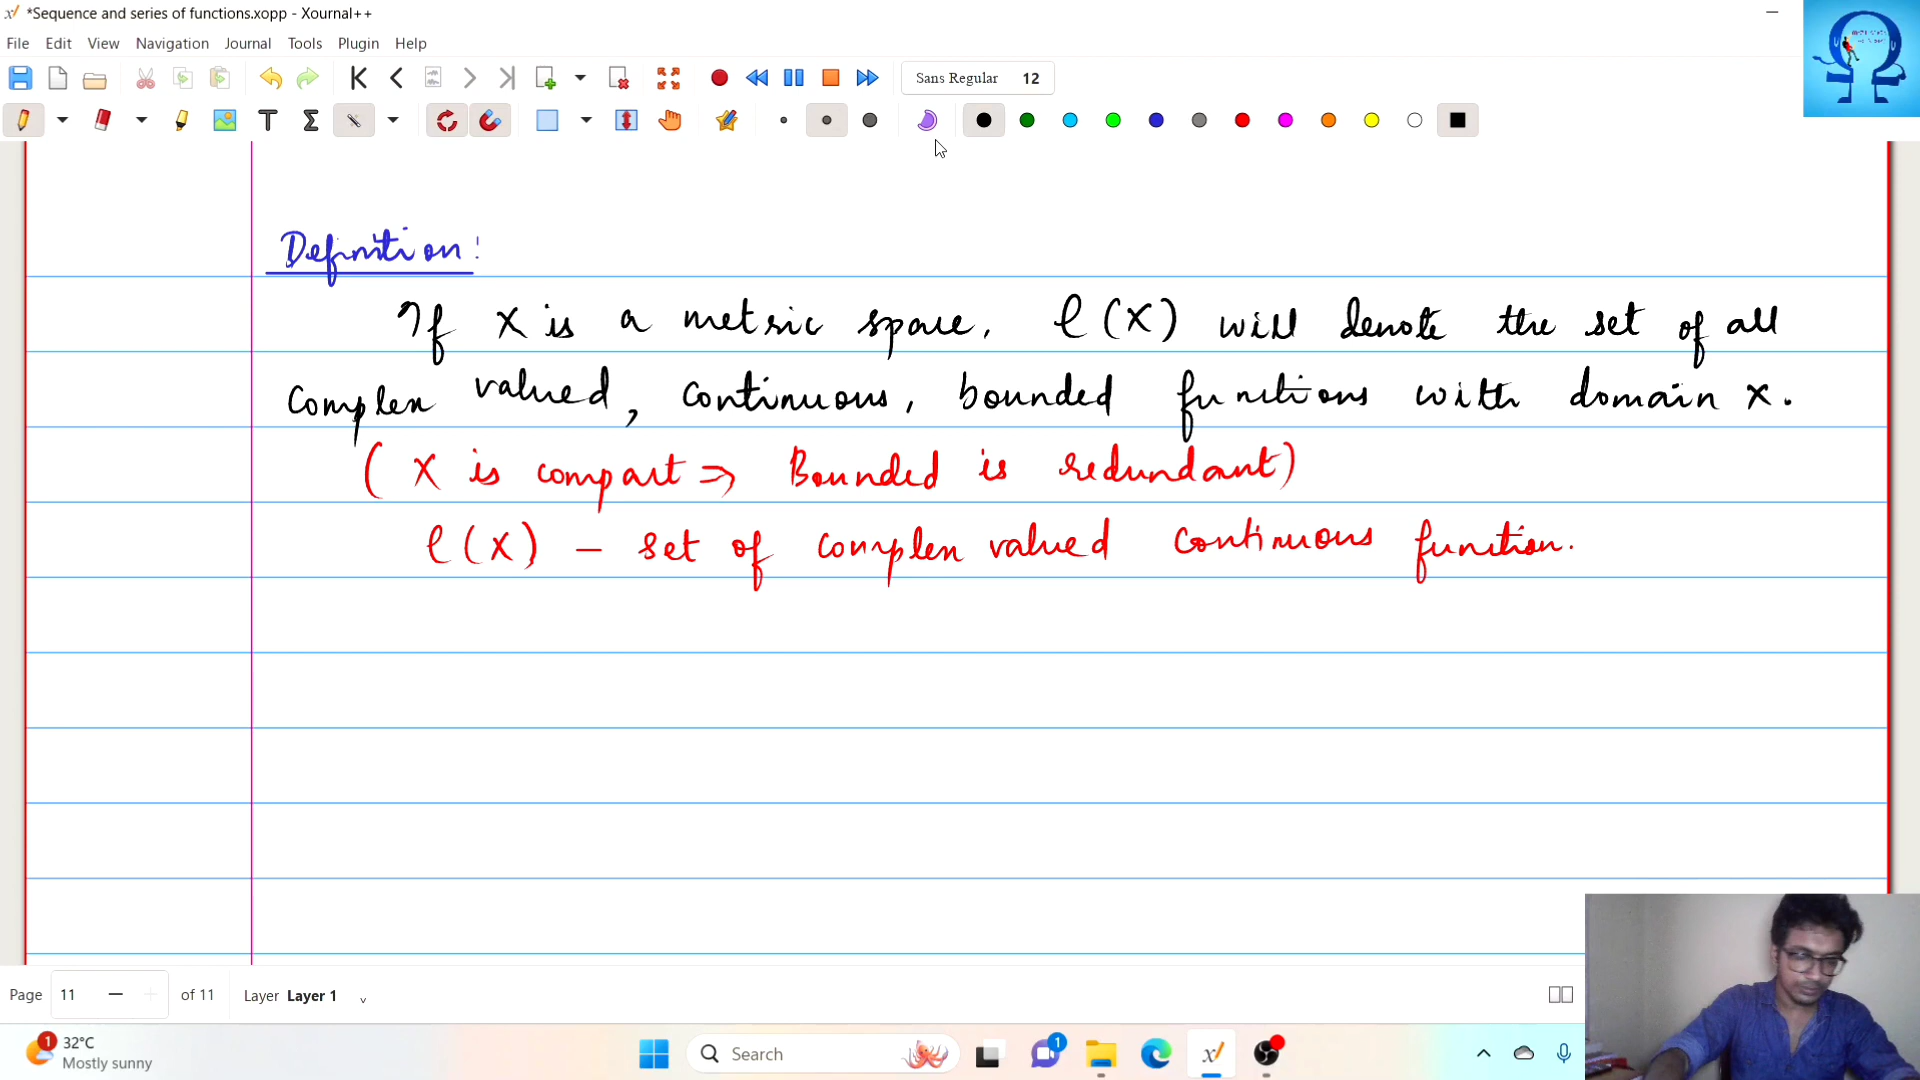 *Sequence and series of functions.xopp - Xournal++
File Edit View Navigation Journal Tools Plugin Help
Sans Regular 12
Definition:
If X is a metric space, ℓ(X) will denote the set of all
complex valued, continuous, bounded functions with domain X.
(X is compact ⇒ Bounded is redundant)
ℓ(X) – set of complex valued continuous function.
Page 11 of 11 Layer Layer 1
1 32°C
Mostly sunny
Search
1